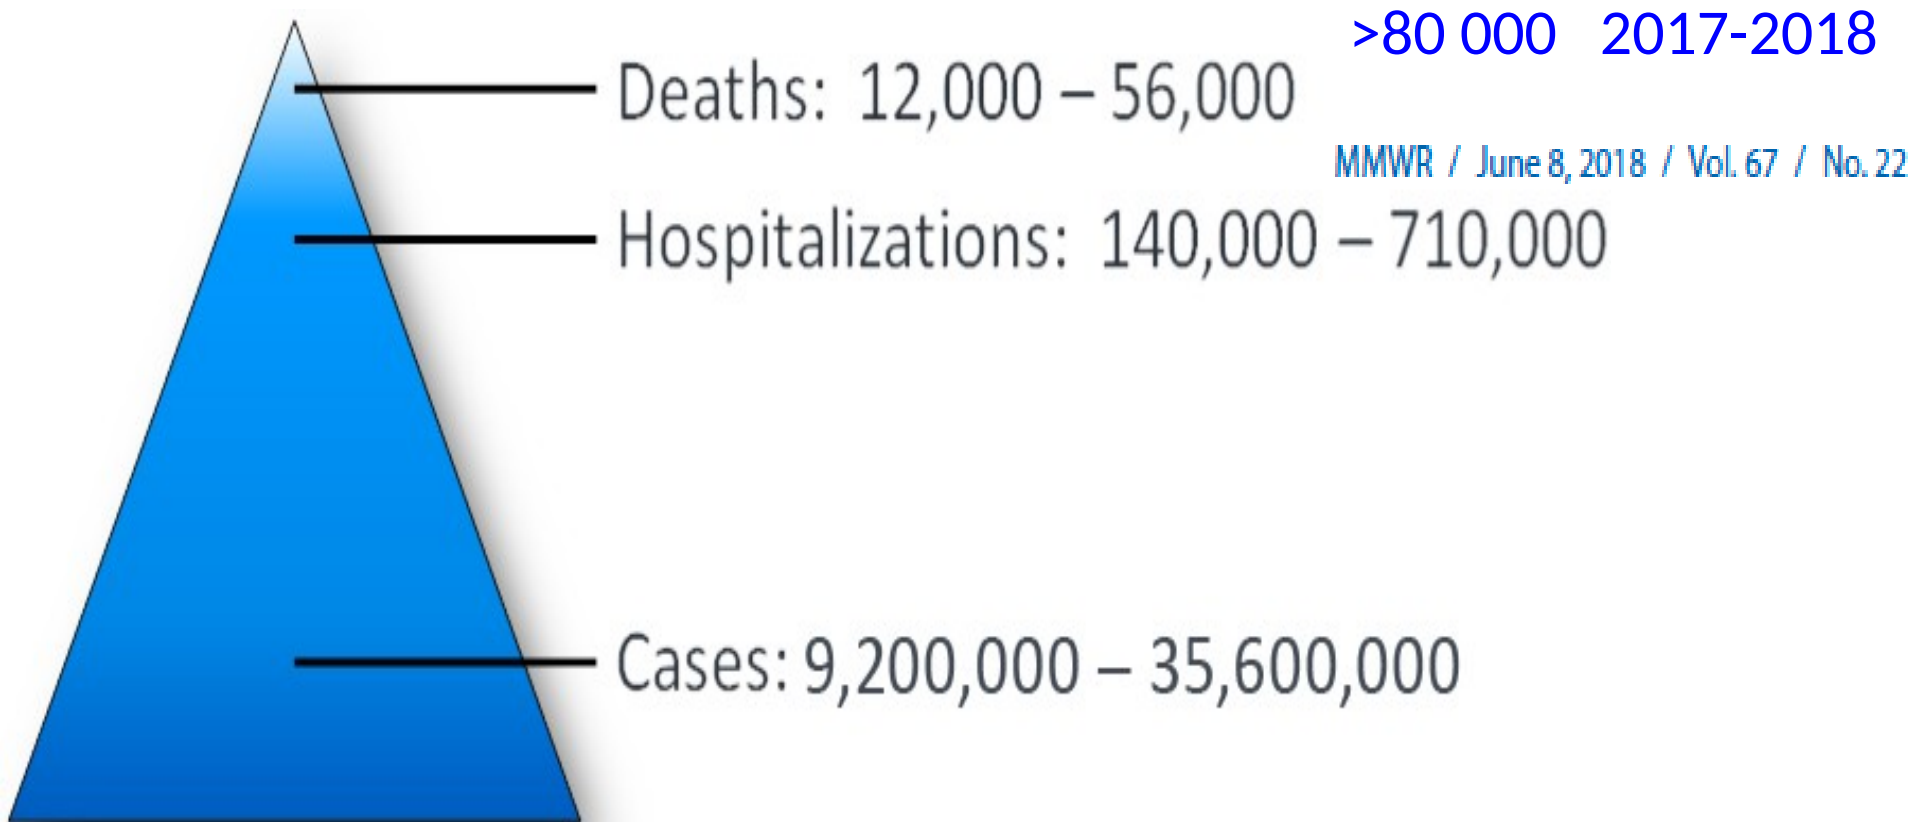 >80 000 2017-2018
Deaths: 12,000 – 56,000
MMWR / June 8, 2018 / Vol. 67 / No. 22
Hospitalizations: 140,000 – 710,000
Cases: 9,200,000 – 35,600,000